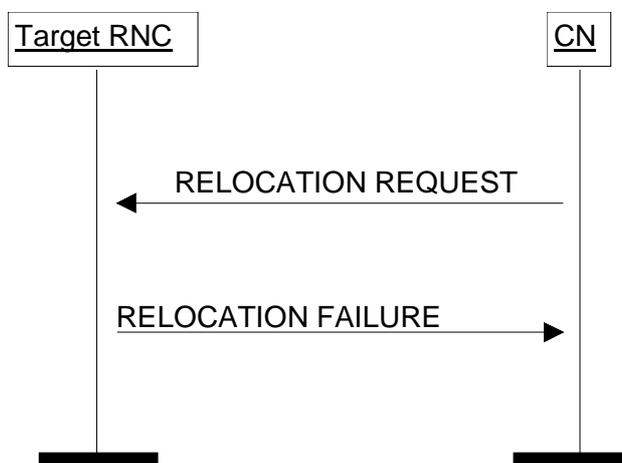 Target RNC
CN
RELOCATION REQUEST
RELOCATION FAILURE